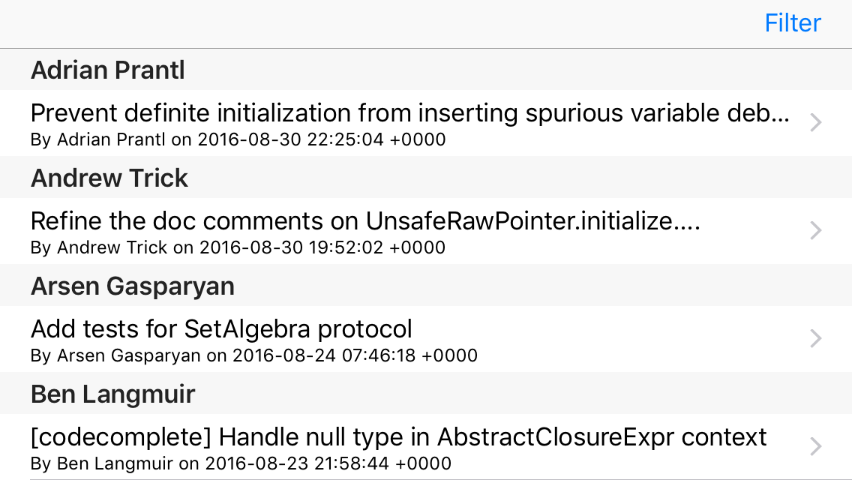 Filter
Adrian Prantl
Prevent definite initialization from inserting spurious variable deb...
By Adrian Prantl on 2016-08-30 22:25:04 +0000
Andrew Trick
Refine the doc comments on UnsafeRawPointer.initialize....
By Andrew Trick on 2016-08-30 19:52:02 +0000
Arsen Gasparyan
Add tests for SetAlgebra protocol
By Arsen Gasparyan on 2016-08-24 07:46:18 +0000
Ben Langmuir
[codecomplete] Handle null type in AbstractClosureExpr context
By Ben Langmuir on 2016-08-23 21:58:44 +0000